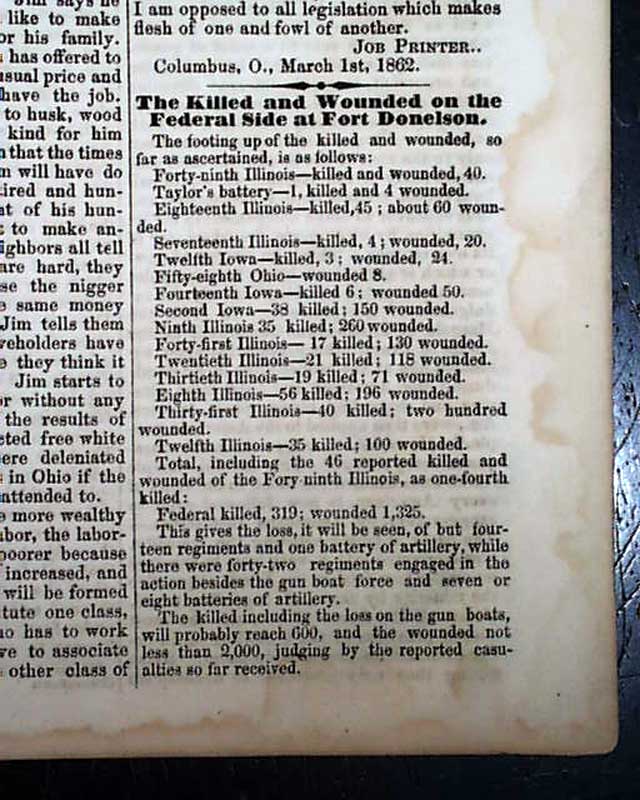 Jim says he
like to make
or his family.
has offered to
usual price and
have the job.
to husk, wood
kind for him
that the times
m will have do
ired and hun-
at of his hun-
to make an-
ighbors all tell
are hard, they
se the nigger
same money
Jim tells them
veholders have
they think it
Jim starts to
r without any
the results of
sted free white
ere deleniated
in Ohio if the
attended to.
more wealthy
bor, the labor-
poorer because
increased, and
will be formed
tute one class,
ho has to work
ve to associate
other class of
I am opposed to all legislation which makes
flesh of one and fowl of another.
JOB PRINTER..
Columbus, O., March 1st, 1862.
The Killed and Wounded on the
Federal Side at Fort Donelson.
The footing up of the killed and wounded, so
far as ascertained, is as follows:
Forty-ninth Illinois—killed and wounded, 40.
Taylor's battery—1, killed and 4 wounded.
Eighteenth Illinois—killed,45 ; about 60 woun-
ded.
Seventeenth Illinois—killed, 4; wounded, 20.
Twelfth Iowa—killed, 3; wounded, 24.
Fifty-eighth Ohio—wounded 8.
Fourteenth Iowa—killed 6; wounded 50.
Second Iowa—38 killed; 150 wounded.
Ninth Illinois 35 killed; 260 wounded.
Forty-first Illinois— 17 killed; 130 wounded.
Twentieth Illinois—21 killed; 118 wounded.
Thirtieth Illinois—19 killed; 71 wounded.
Eighth Illinois—56 killed; 196 wounded.
Thirty-first Illinois—40 killed; two hundred
wounded.
Twelfth Illinois—35 killed; 100 wounded.
Total, including the 46 reported killed and
wounded of the Fory ninth Illinois, as one-fourth
killed:
Federal killed, 319; wounded 1,325.
This gives the loss, it will be seen, of but four-
teen regiments and one battery of artillery, while
there were forty-two regiments engaged in the
action besides the gun boat force and seven or
eight batteries of artillery.
The killed including the loss on the gun boats,
will probably reach 600, and the wounded not
less than 2,000, judging by the reported casu-
alties so far received.